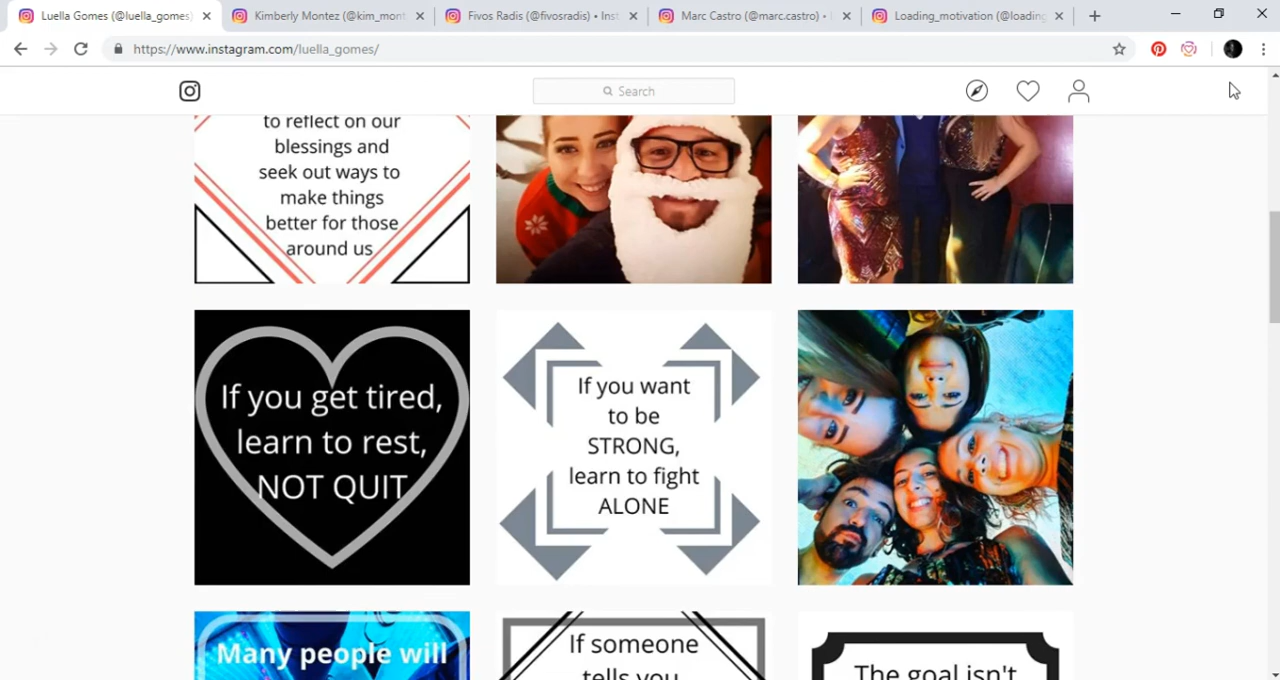 Luella Gomes (@luella_gomes)
Kimberly Montez (@kim_mont
Fivos Radis (@fivosradis) • Inst
Marc Castro (@marc.castro) •
Loading_motivation (@loading
https://www.instagram.com/luella_gomes/
Search
to reflect on our
blessings and
seek out ways to
make things
better for those
around us
If you get tired,
learn to rest,
NOT QUIT
If you want
to be
STRONG,
learn to fight
ALONE
Many people will
If someone
tells you
The goal isn't